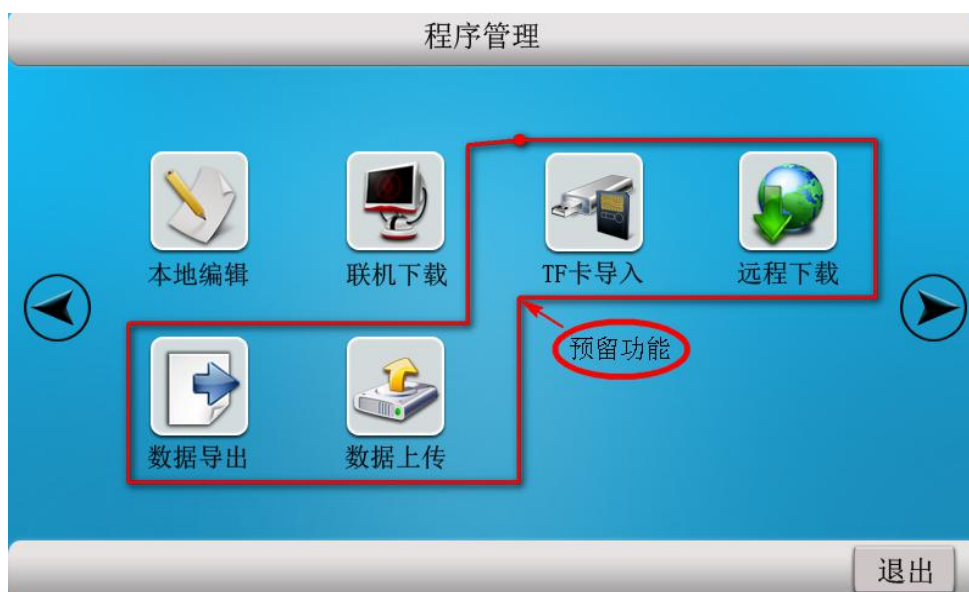 程序管理
本地编辑
联机下载
TF卡导入
远程下载
预留功能
数据导出
数据上传
退出